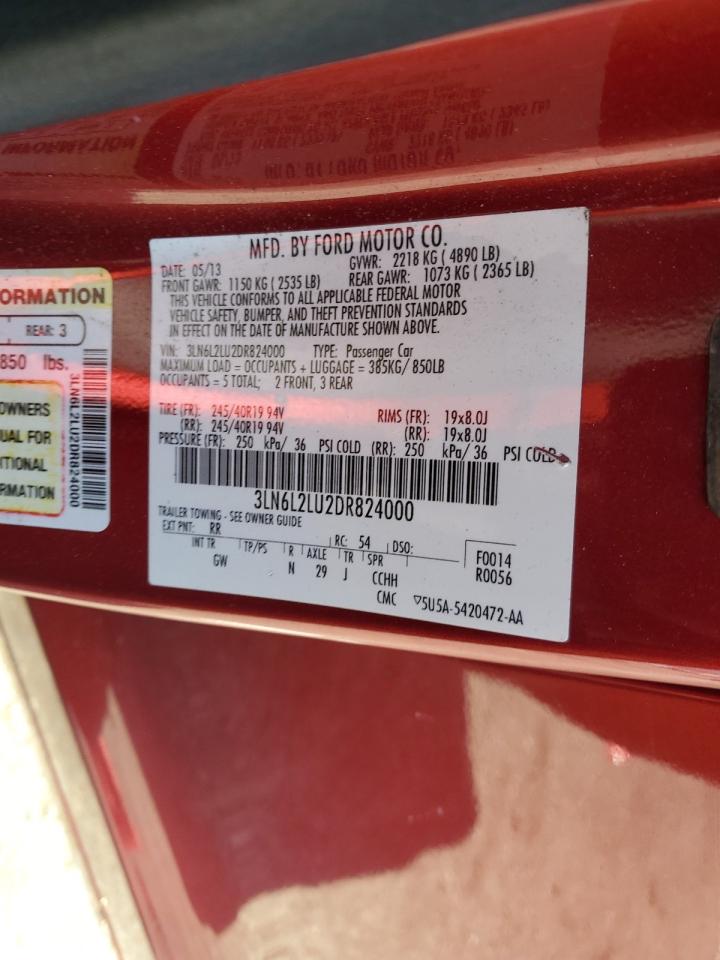 MFD. BY FORD MOTOR CO.
DATE: 05/13 GVWR: 2218 KG ( 4890 LB)
FRONT GAWR: 1150 KG ( 2535 LB) REAR GAWR: 1073 KG ( 2365 LB)
THIS VEHICLE CONFORMS TO ALL APPLICABLE FEDERAL MOTOR
VEHICLE SAFETY, BUMPER, AND THEFT PREVENTION STANDARDS
IN EFFECT ON THE DATE OF MANUFACTURE SHOWN ABOVE.
VIN: 3LN6L2LU2DR824000 TYPE: Passenger Car
MAXIMUM LOAD = OCCUPANTS + LUGGAGE = 385KG/ 850LB
OCCUPANTS = 5 TOTAL; 2 FRONT, 3 REAR
TIRE (FR): 245/40R19 94V RIMS (FR): 19x8.0J
(RR): 245/40R19 94V (RR): 19x8.0J
PRESSURE (FR): 250 kPa/ 36 PSI COLD (RR): 250 kPa/ 36 PSI COLD
3LN6L2LU2DR824000
TRAILER TOWING - SEE OWNER GUIDE
EXT PNT: RR RC: 54 DSO:
INT TR TP/PS R AXLE TR SPR F0014
GW N 29 J CCHH R0056
CMC ▽5U5A-5420472-AA
ORMATION
REAR: 3
850 lbs.
OWNERS
UAL FOR
ITIONAL
RMATION
3LN6L2LU2DR824000
INFORMATION